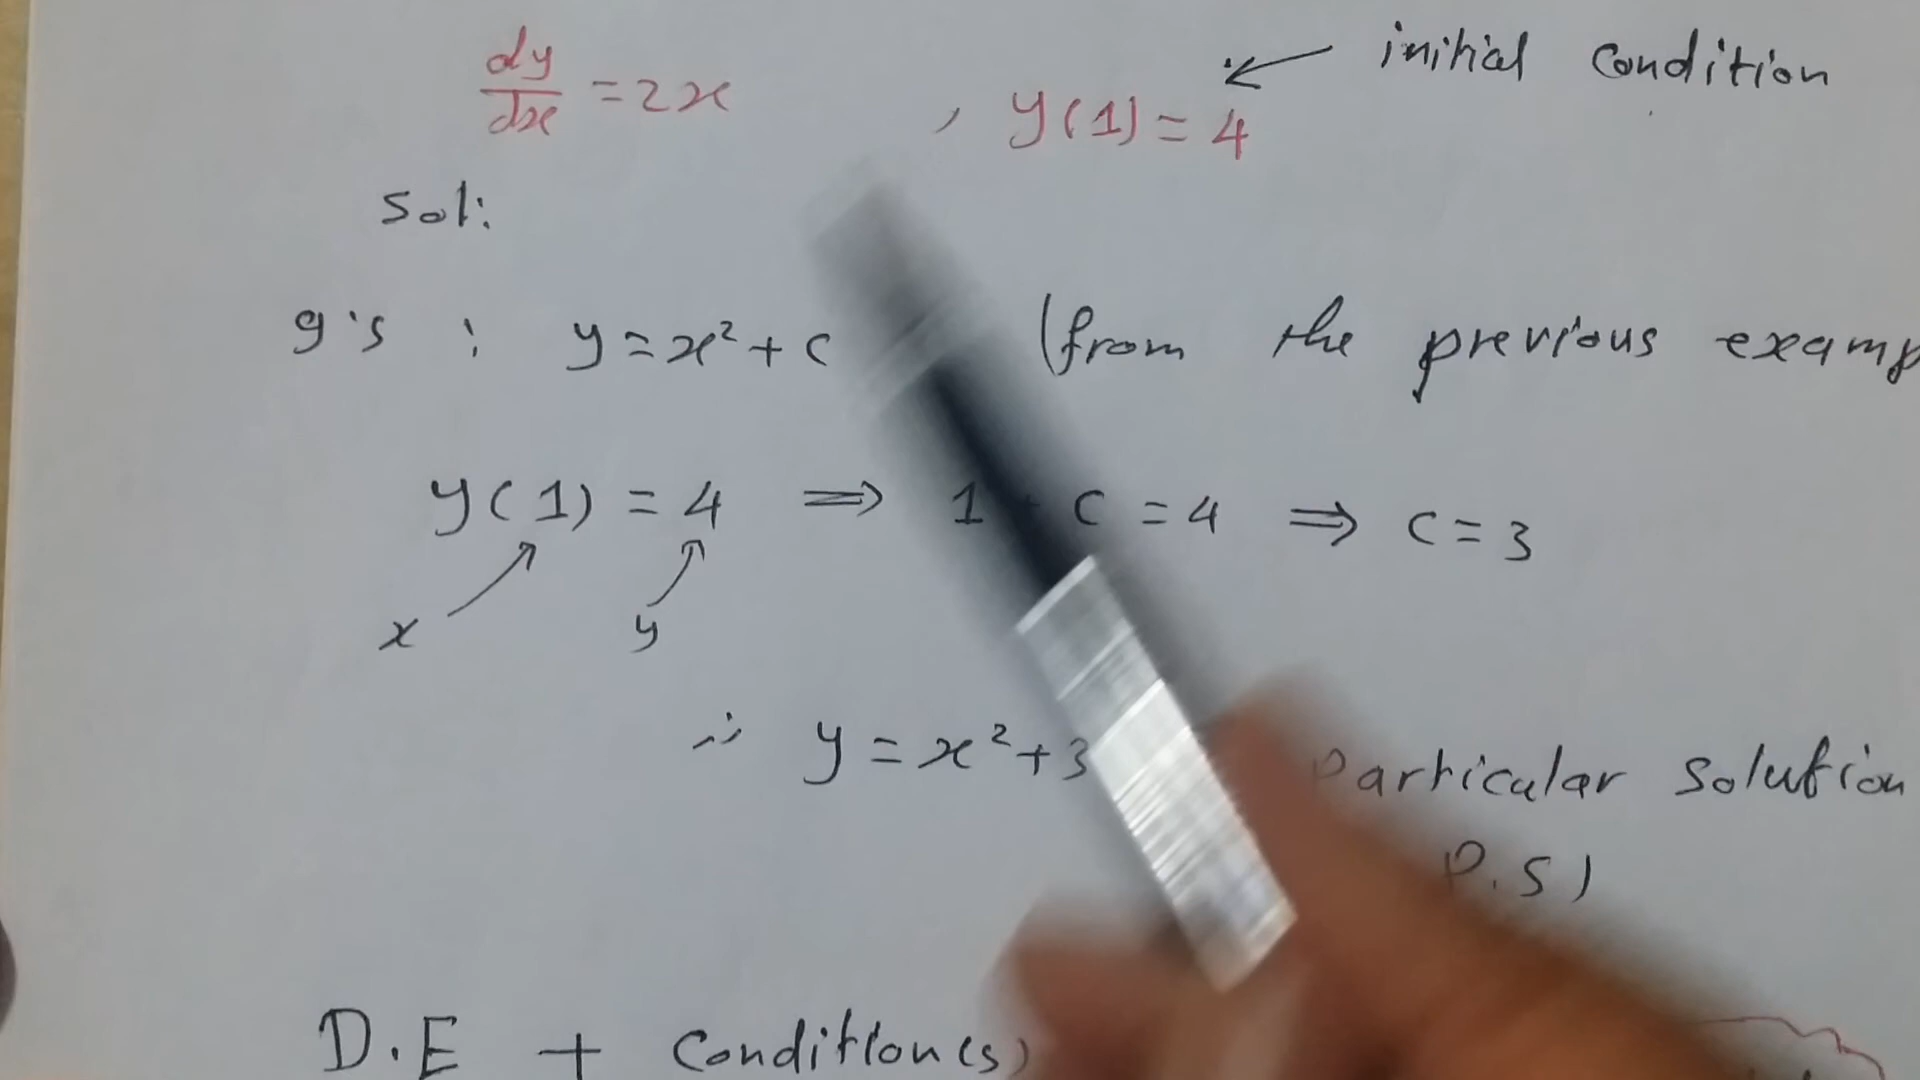 dy/dx = 2x , y(1) = 4 ← initial condition
Sol:
g.s : y = x² + c (from the previous examp
y(1) = 4 ⇒ 1 c = 4 ⇒ c = 3
x y
∴ y = x² + 3 particular solution
P.S)
D.E + Condition(s)